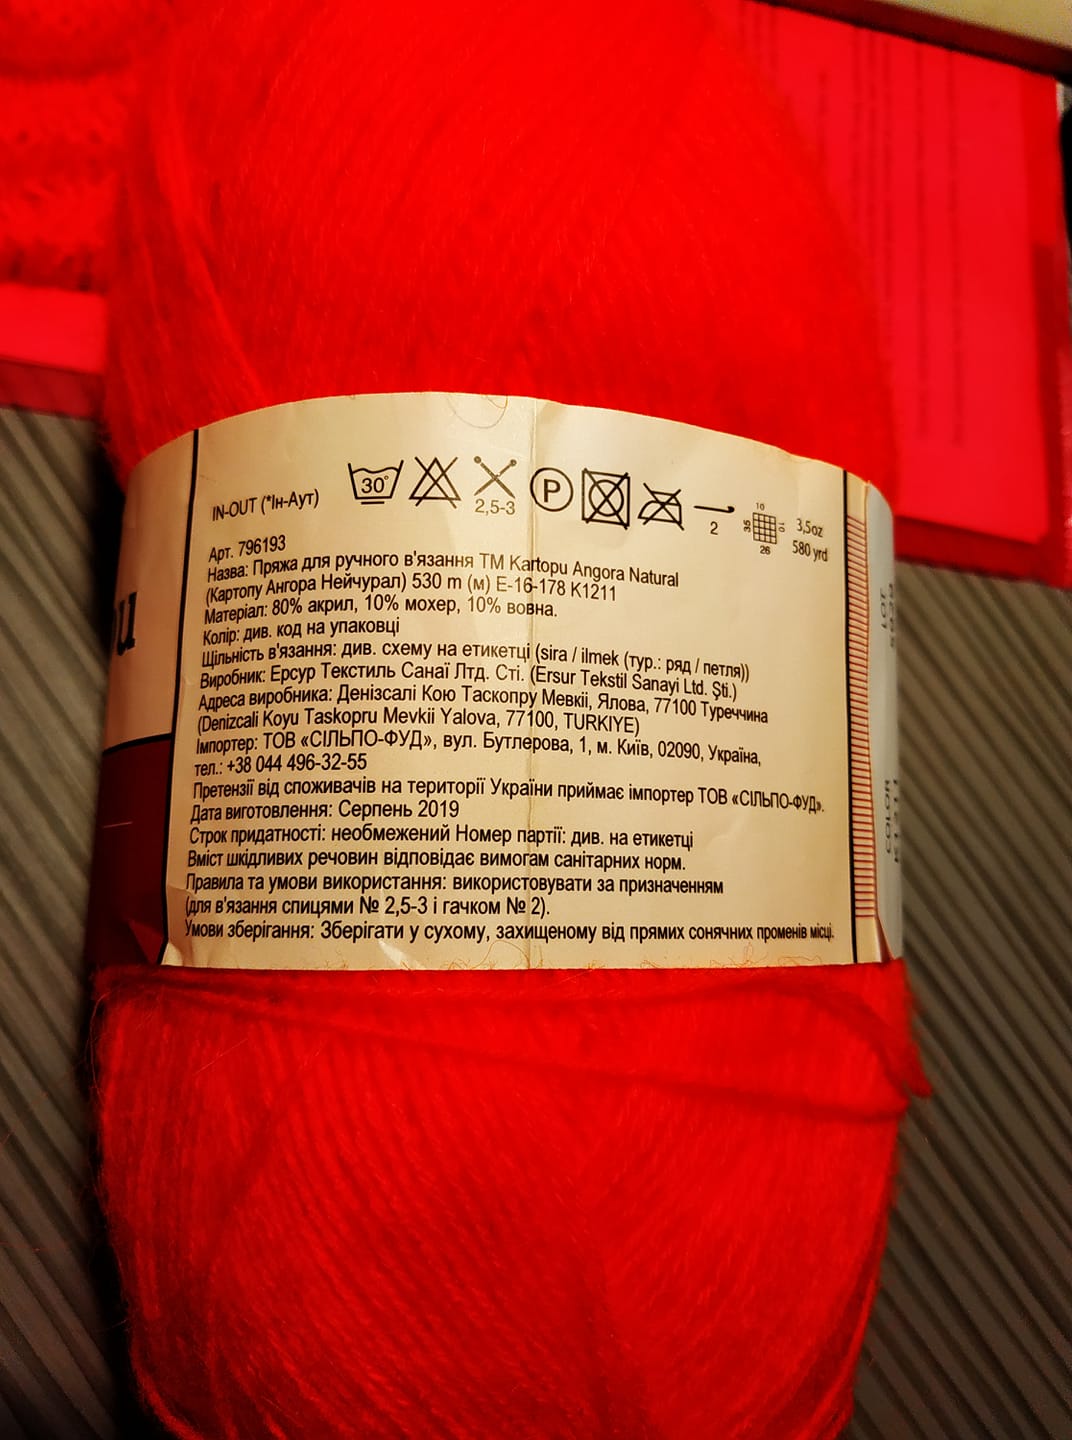 30°
P
2,5-3
2
10
36
10
26
3,5oz
580 yrd
IN-OUT (*Ін-Аут)
Арт. 796193
Назва: Пряжа для ручного в'язання ТМ Kartopu Angora Natural
(Картопу Ангора Нейчурал) 530 m (м) E-16-178 K1211
Матеріал: 80% акрил, 10% мохер, 10% вовна.
Колір: див. код на упаковці
Щільність в'язання: див. схему на етикетці (sira / ilmek (тур.: ряд / петля))
Виробник: Ерсур Текстиль Санаї Лтд. Сті. (Ersur Tekstil Sanayi Ltd. Şti.)
Адреса виробника: Денізсалі Кою Таскопру Мевкіі, Ялова, 77100 Туреччина
(Denizcali Koyu Taskopru Mevkii Yalova, 77100, TURKIYE)
Імпортер: ТОВ «СІЛЬПО-ФУД», вул. Бутлерова, 1, м. Київ, 02090, Україна,
тел.: +38 044 496-32-55
Претензії від споживачів на території України приймає імпортер ТОВ «СІЛЬПО-ФУД».
Дата виготовлення: Серпень 2019
Строк придатності: необмежений Номер партії: див. на етикетці
Вміст шкідливих речовин відповідає вимогам санітарних норм.
Правила та умови використання: використовувати за призначенням
(для в'язання спицями № 2,5-3 і гачком № 2).
Умови зберігання: Зберігати у сухому, захищеному від прямих сонячних променів місці.